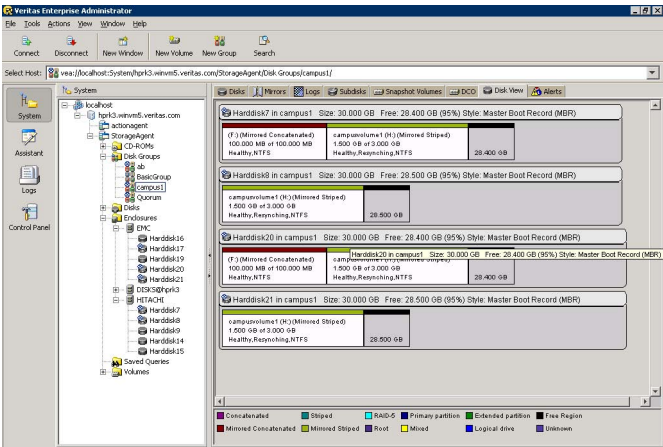 Veritas Enterprise Administrator
File Tools Actions View Window Help
Connect Disconnect New Window New Volume New Group Search
Select Host: vea://localhost:System/hprk3.winvm5.veritas.com/StorageAgent/Disk Groups/campus1/
System
Assistant
Logs
Control Panel
System
localhost
hprk3.winvm5.veritas.com
actionagent
StorageAgent
CD-ROMs
Disk Groups
ab
BasicGroup
campus1
Quorum
Disks
Enclosures
EMC
Harddisk16
Harddisk17
Harddisk19
Harddisk20
Harddisk21
DISKS@hprk3
HITACHI
Harddisk7
Harddisk8
Harddisk9
Harddisk14
Harddisk15
Saved Queries
Volumes
Disks Mirrors Logs Subdisks Snapshot Volumes DCO Disk View Alerts
Harddisk7 in campus1 Size: 30.000 GB Free: 28.400 GB (95%) Style: Master Boot Record (MBR)
(F:) (Mirrored Concatenated) campusvolume1 (H:) (Mirrored Striped)
100.000 MB of 100.000 MB 1.500 GB of 3.000 GB
Healthy,NTFS Healthy,Resynching,NTFS 28.400 GB
Harddisk8 in campus1 Size: 30.000 GB Free: 28.500 GB (95%) Style: Master Boot Record (MBR)
campusvolume1 (H:) (Mirrored Striped)
1.500 GB of 3.000 GB
Healthy,Resynching,NTFS 28.500 GB
Harddisk20 in campus1 Size: 30.000 GB Free: 28.400 GB (95%) Style: Master Boot Record (MBR)
Harddisk20 in campus1 Size: 30.000 GB Free: 28.400 GB (95%) Style: Master Boot Record (MBR)
(F:) (Mirrored Concatenated)
100.000 MB of 100.000 MB 1.500 GB of 3.000 GB
Healthy,NTFS Healthy,Resynching,NTFS 28.400 GB
Harddisk21 in campus1 Size: 30.000 GB Free: 28.500 GB (95%) Style: Master Boot Record (MBR)
campusvolume1 (H:) (Mirrored Striped)
1.500 GB of 3.000 GB
Healthy,Resynching,NTFS 28.500 GB
Concatenated Striped RAID-5 Primary partition Extended partition Free Region
Mirrored Concatenated Mirrored Striped Root Mixed Logical drive Unknown